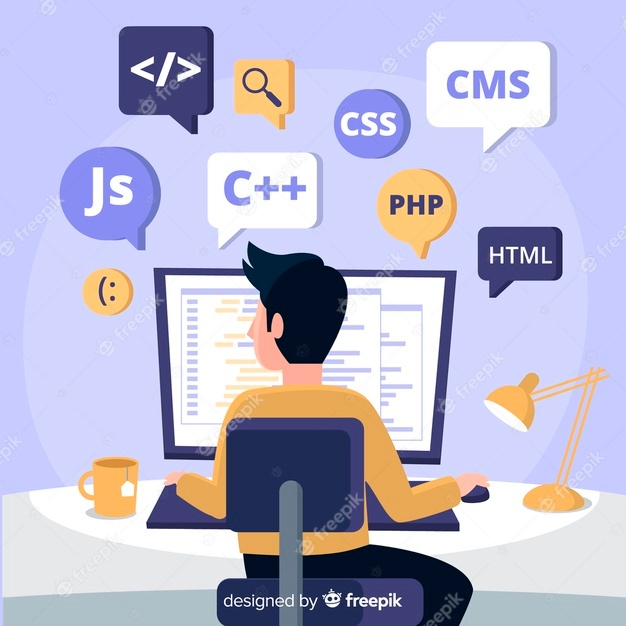 </>
CMS
CSS
Js
C++
PHP
HTML
(:
designed by freepik